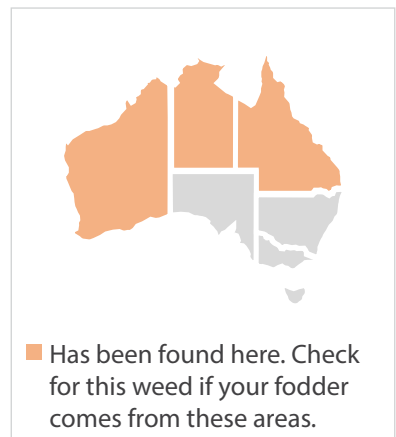 Has been found here. Check
for this weed if your fodder
comes from these areas.